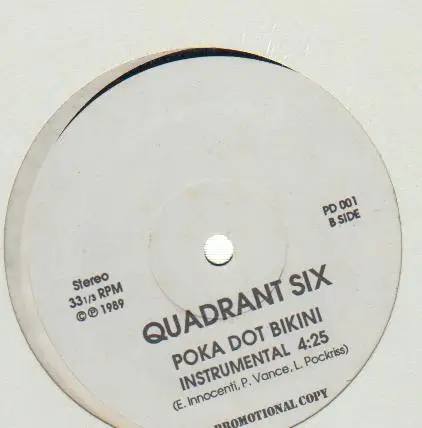 PD 001
B SIDE
Stereo
33 1/3 RPM
© ℗ 1989
QUADRANT SIX
POKA DOT BIKINI
INSTRUMENTAL 4:25
(E. Innocenti, P. Vance, L. Pockriss)
PROMOTIONAL COPY